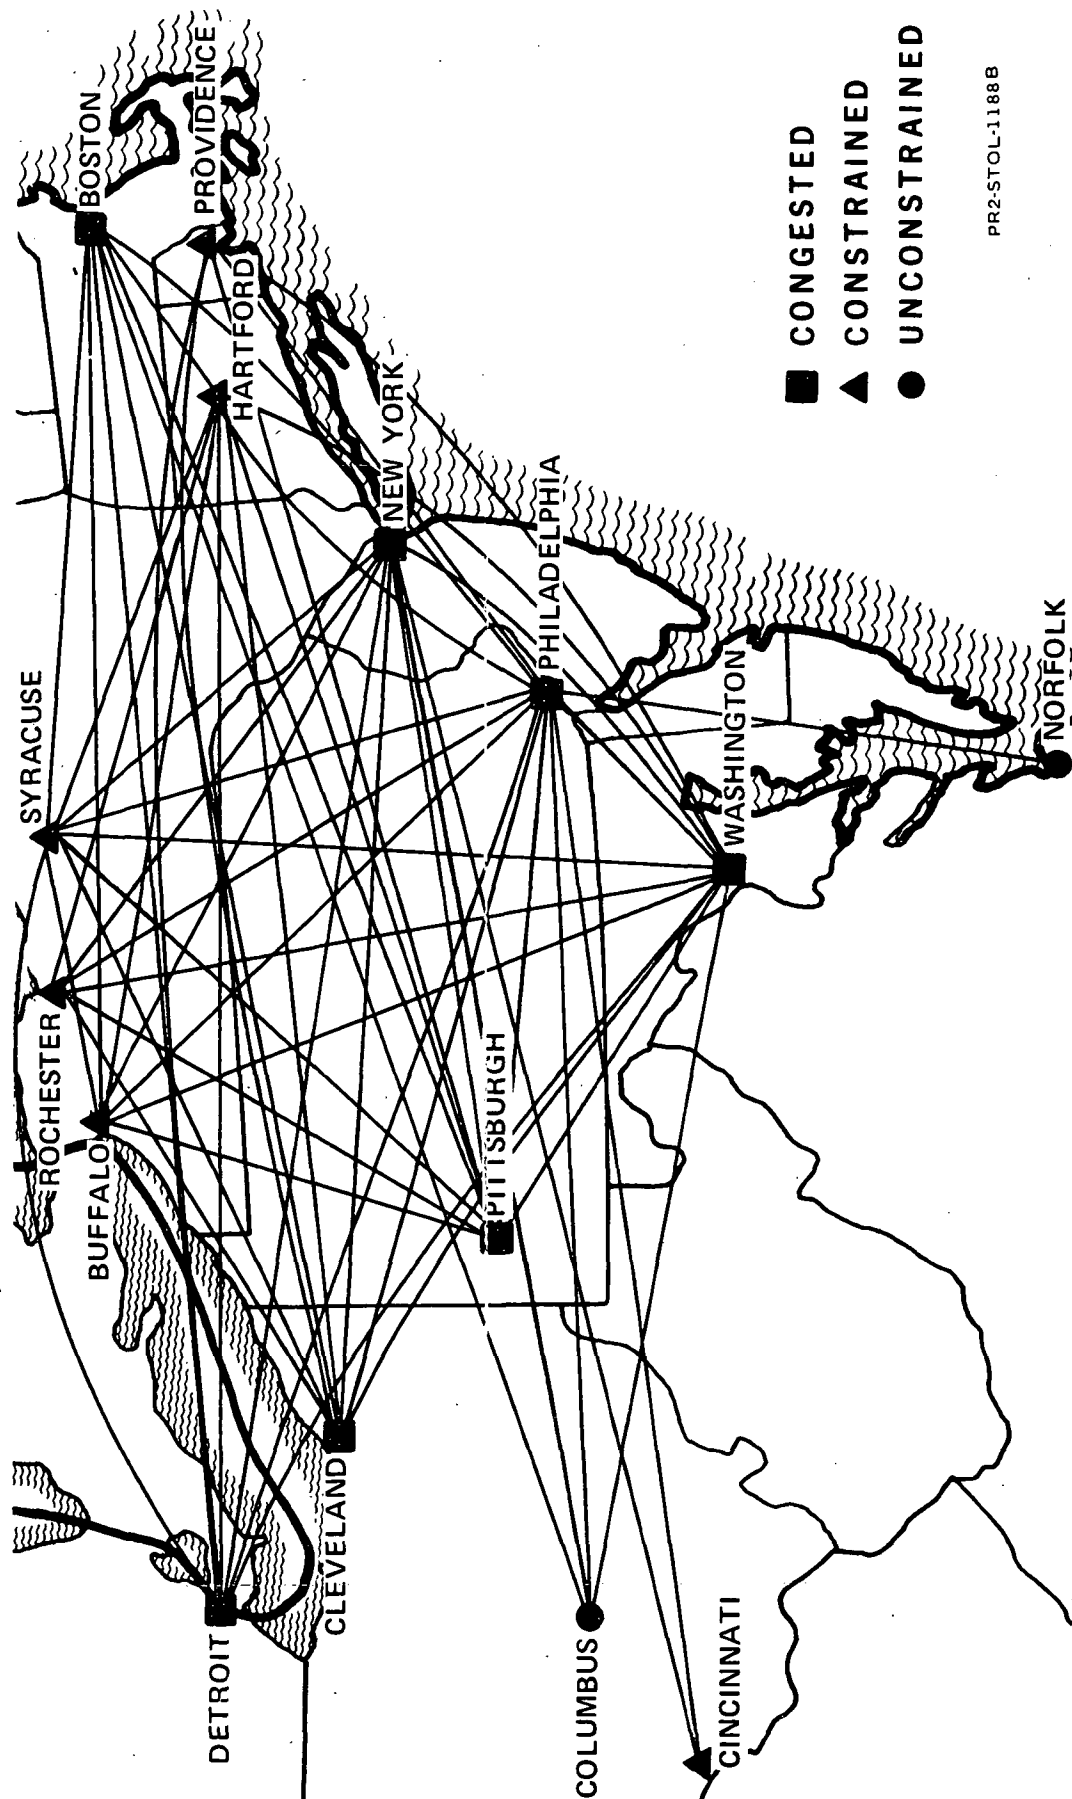 BOSTON
PROVIDENCE
HARTFORD
NEW YORK
SYRACUSE
ROCHESTER
BUFFALO
PHILADELPHIA
WASHINGTON
NORFOLK
PITTSBURGH
CLEVELAND
DETROIT
COLUMBUS
CINCINNATI
CONGESTED
CONSTRAINED
UNCONSTRAINED
PR2-STOL-1188B